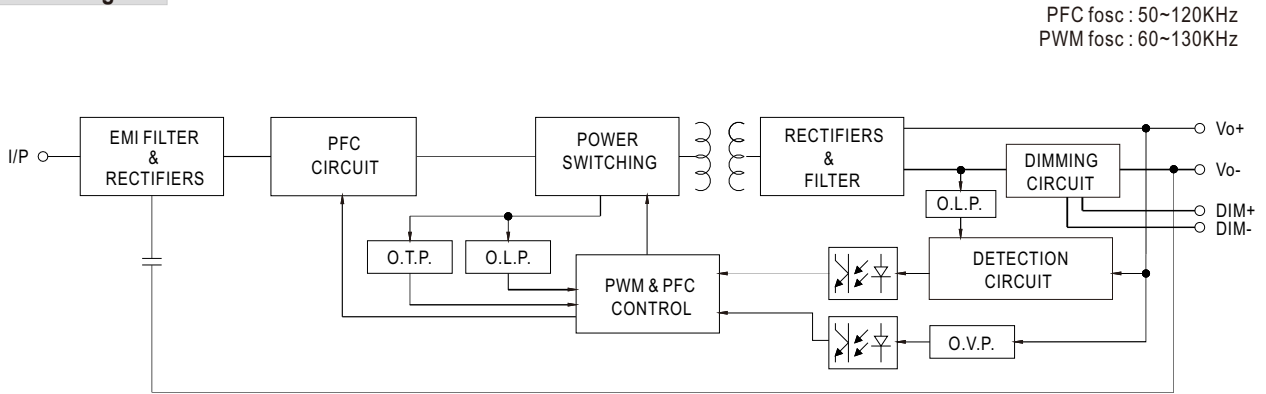 PFC fosc : 50~120KHz
PWM fosc : 60~130KHz
I/P
EMI FILTER
&
RECTIFIERS
PFC
CIRCUIT
POWER
SWITCHING
RECTIFIERS
&
FILTER
DIMMING
CIRCUIT
Vo+
Vo-
DIM+
DIM-
O.L.P.
O.T.P.
O.L.P.
PWM & PFC
CONTROL
DETECTION
CIRCUIT
O.V.P.